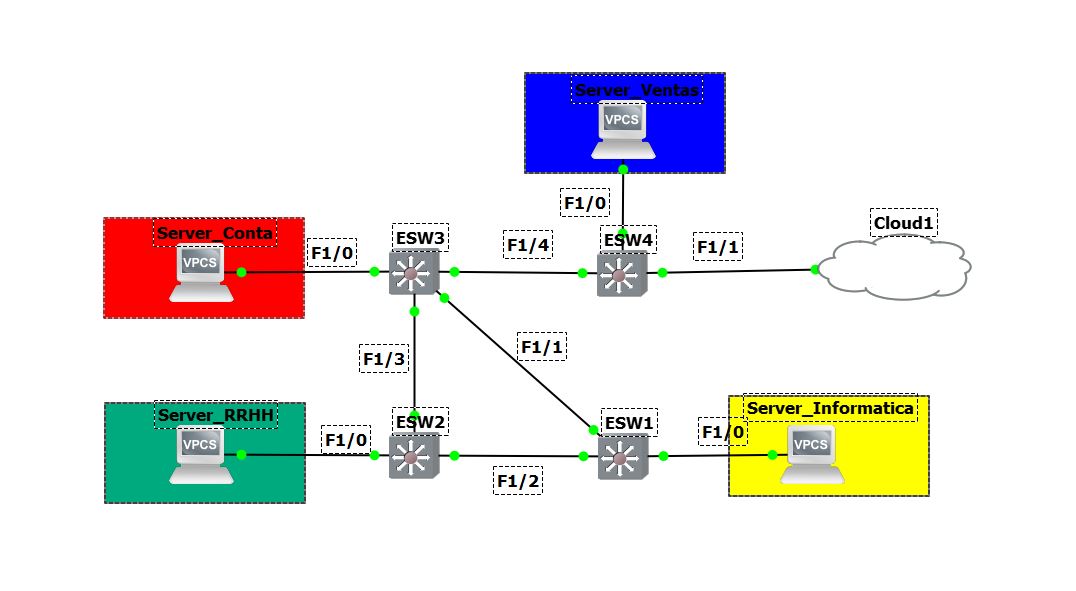 Server_Ventas
VPCS
F1/0
Cloud1
Server_Conta
VPCS
F1/0
ESW3
F1/4
ESW4
F1/1
F1/3
F1/1
Server_RRHH
VPCS
F1/0
ESW2
F1/2
ESW1
F1/0
Server_Informatica
VPCS